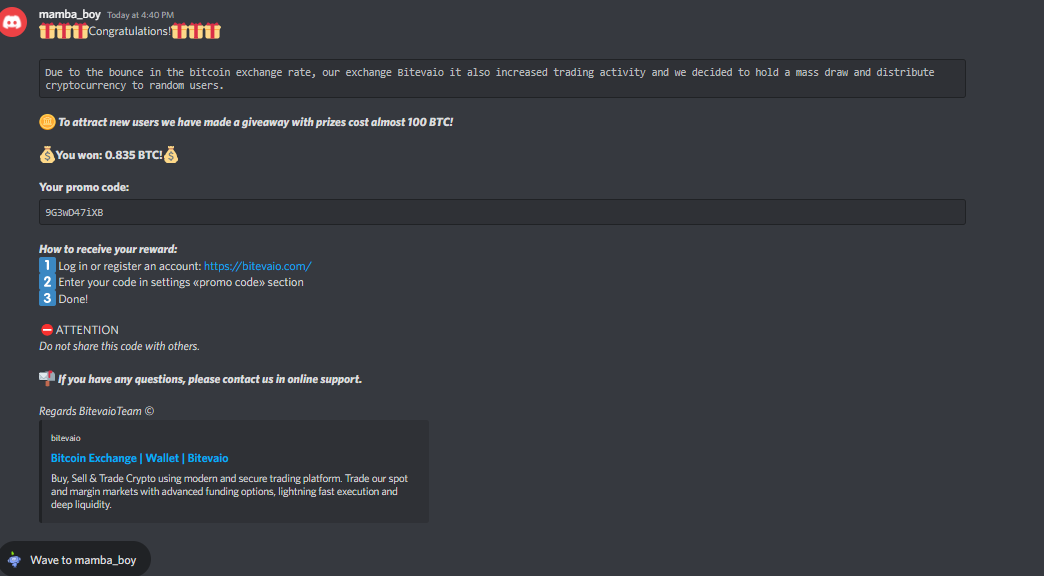 mamba_boy Today at 4:40 PM
🎁🎁🎁Congratulations!🎁🎁🎁
Due to the bounce in the bitcoin exchange rate, our exchange Bitevaio it also increased trading activity and we decided to hold a mass draw and distribute
cryptocurrency to random users.
🪙 To attract new users we have made a giveaway with prizes cost almost 100 BTC!
💰You won: 0.835 BTC!💰
Your promo code:
9G3wD47iXB
How to receive your reward:
1 Log in or register an account: https://bitevaio.com/
2 Enter your code in settings «promo code» section
3 Done!
⛔ ATTENTION
Do not share this code with others.
📬 If you have any questions, please contact us in online support.
Regards BitevaioTeam ©
bitevaio
Bitcoin Exchange | Wallet | Bitevaio
Buy, Sell & Trade Crypto using modern and secure trading platform. Trade our spot
and margin markets with advanced funding options, lightning fast execution and
deep liquidity.
Wave to mamba_boy